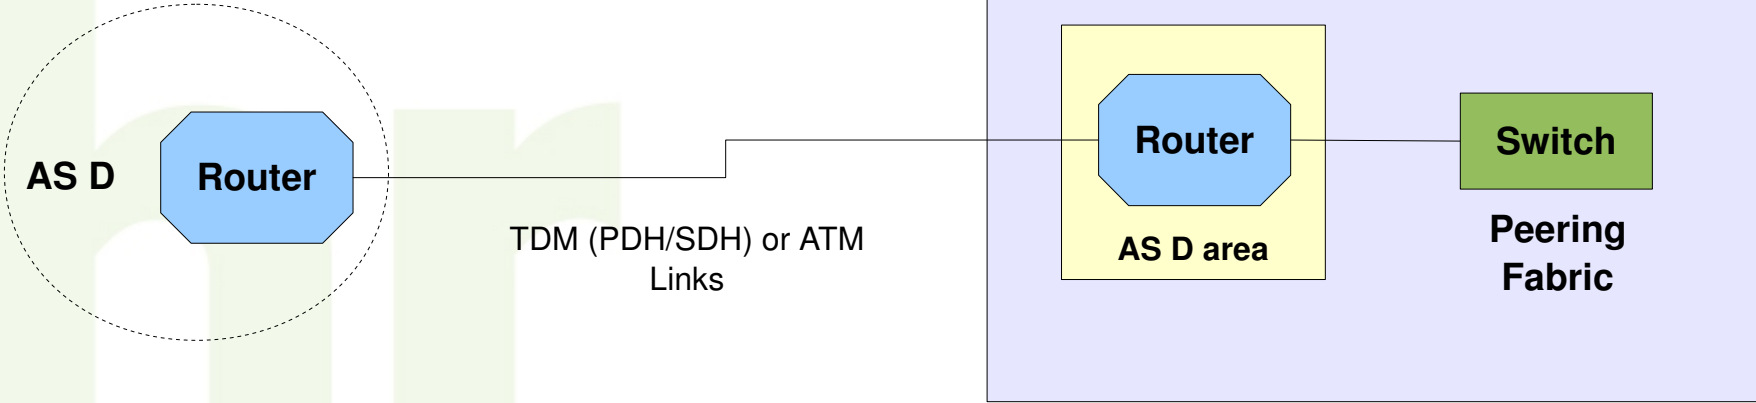 AS D
Router
TDM (PDH/SDH) or ATM
Links
Router
AS D area
Switch
Peering
Fabric